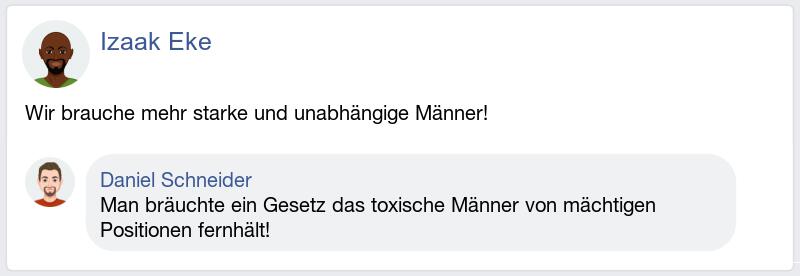 Izaak Eke
Wir brauche mehr starke und unabhängige Männer!
Daniel Schneider
Man bräuchte ein Gesetz das toxische Männer von mächtigen
Positionen fernhält!